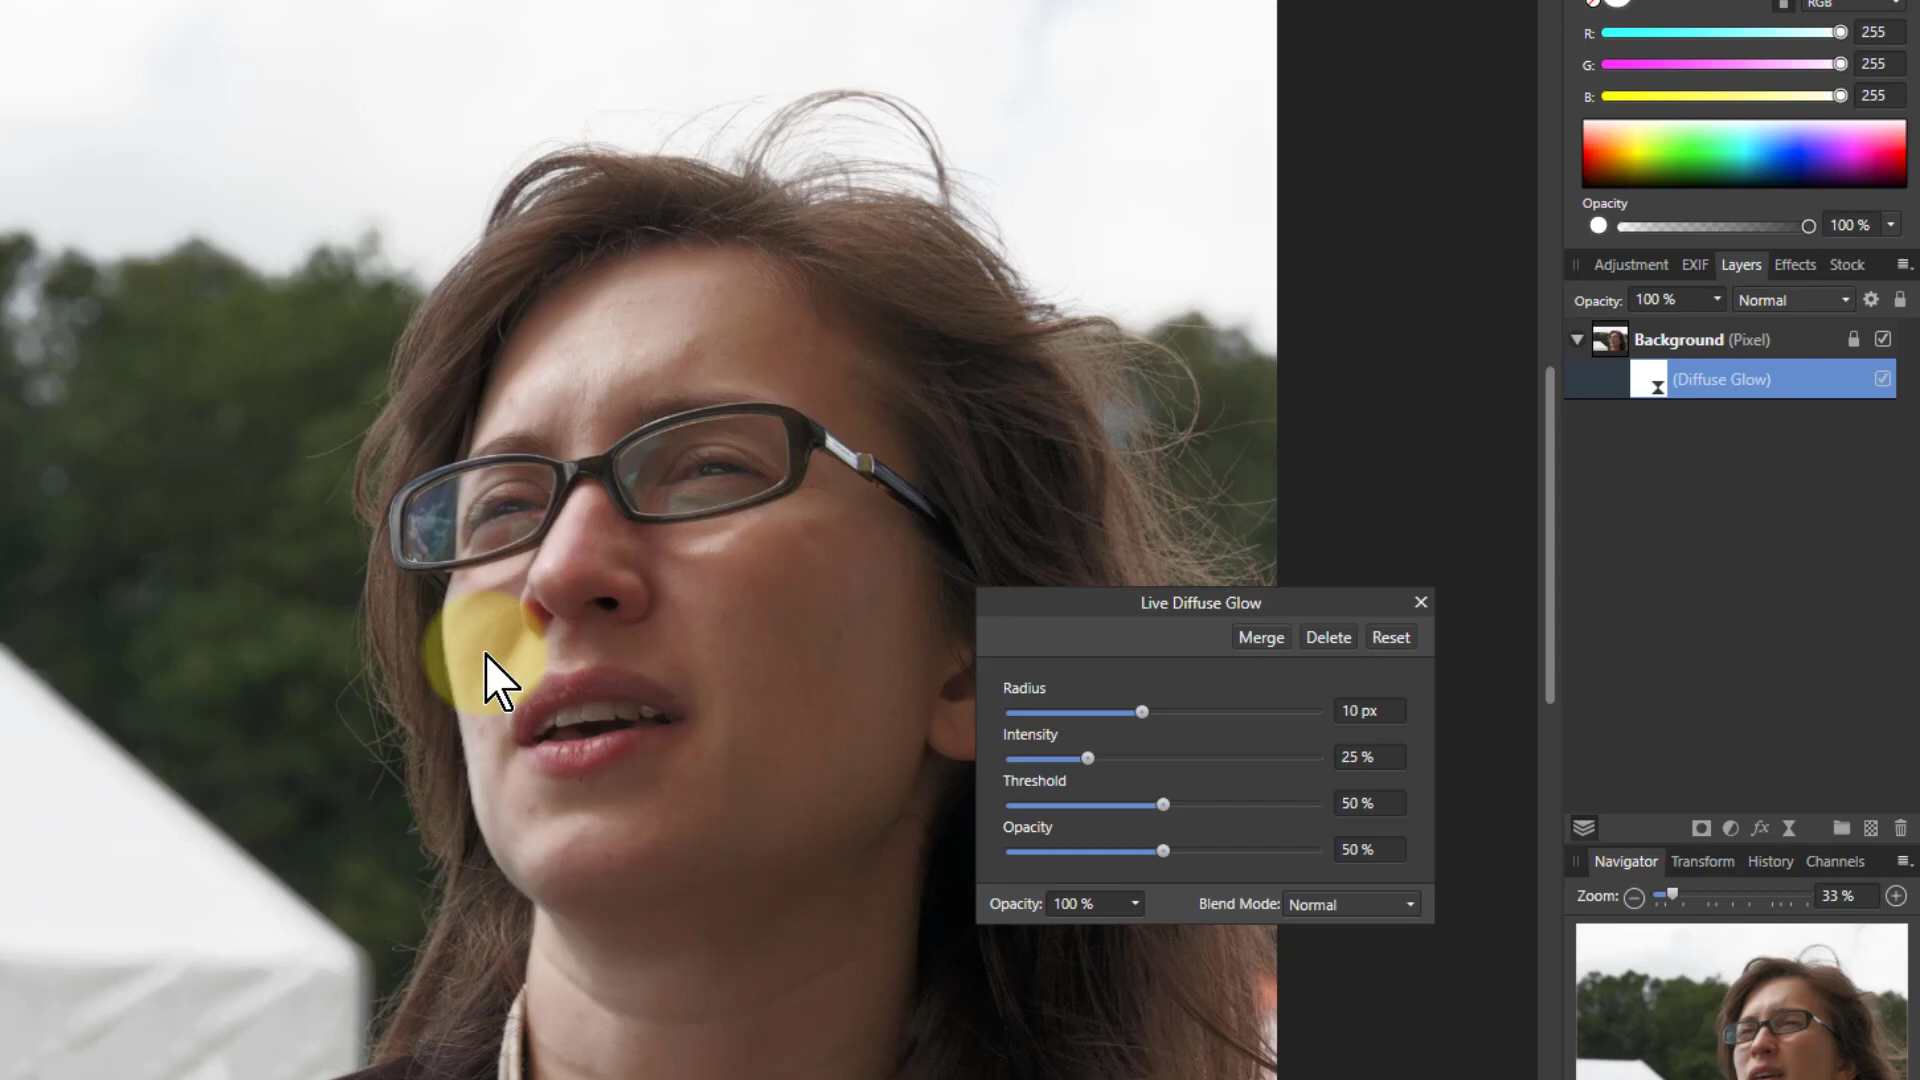 RGB
R: 255
G: 255
B: 255
Opacity
100 %
Adjustment EXIF Layers Effects Stock
Opacity: 100 % Normal
Background (Pixel)
(Diffuse Glow)
Live Diffuse Glow
Merge Delete Reset
Radius
10 px
Intensity
25 %
Threshold
50 %
Opacity
50 %
Opacity: 100 % Blend Mode: Normal
fx
Navigator Transform History Channels
Zoom: 33 %